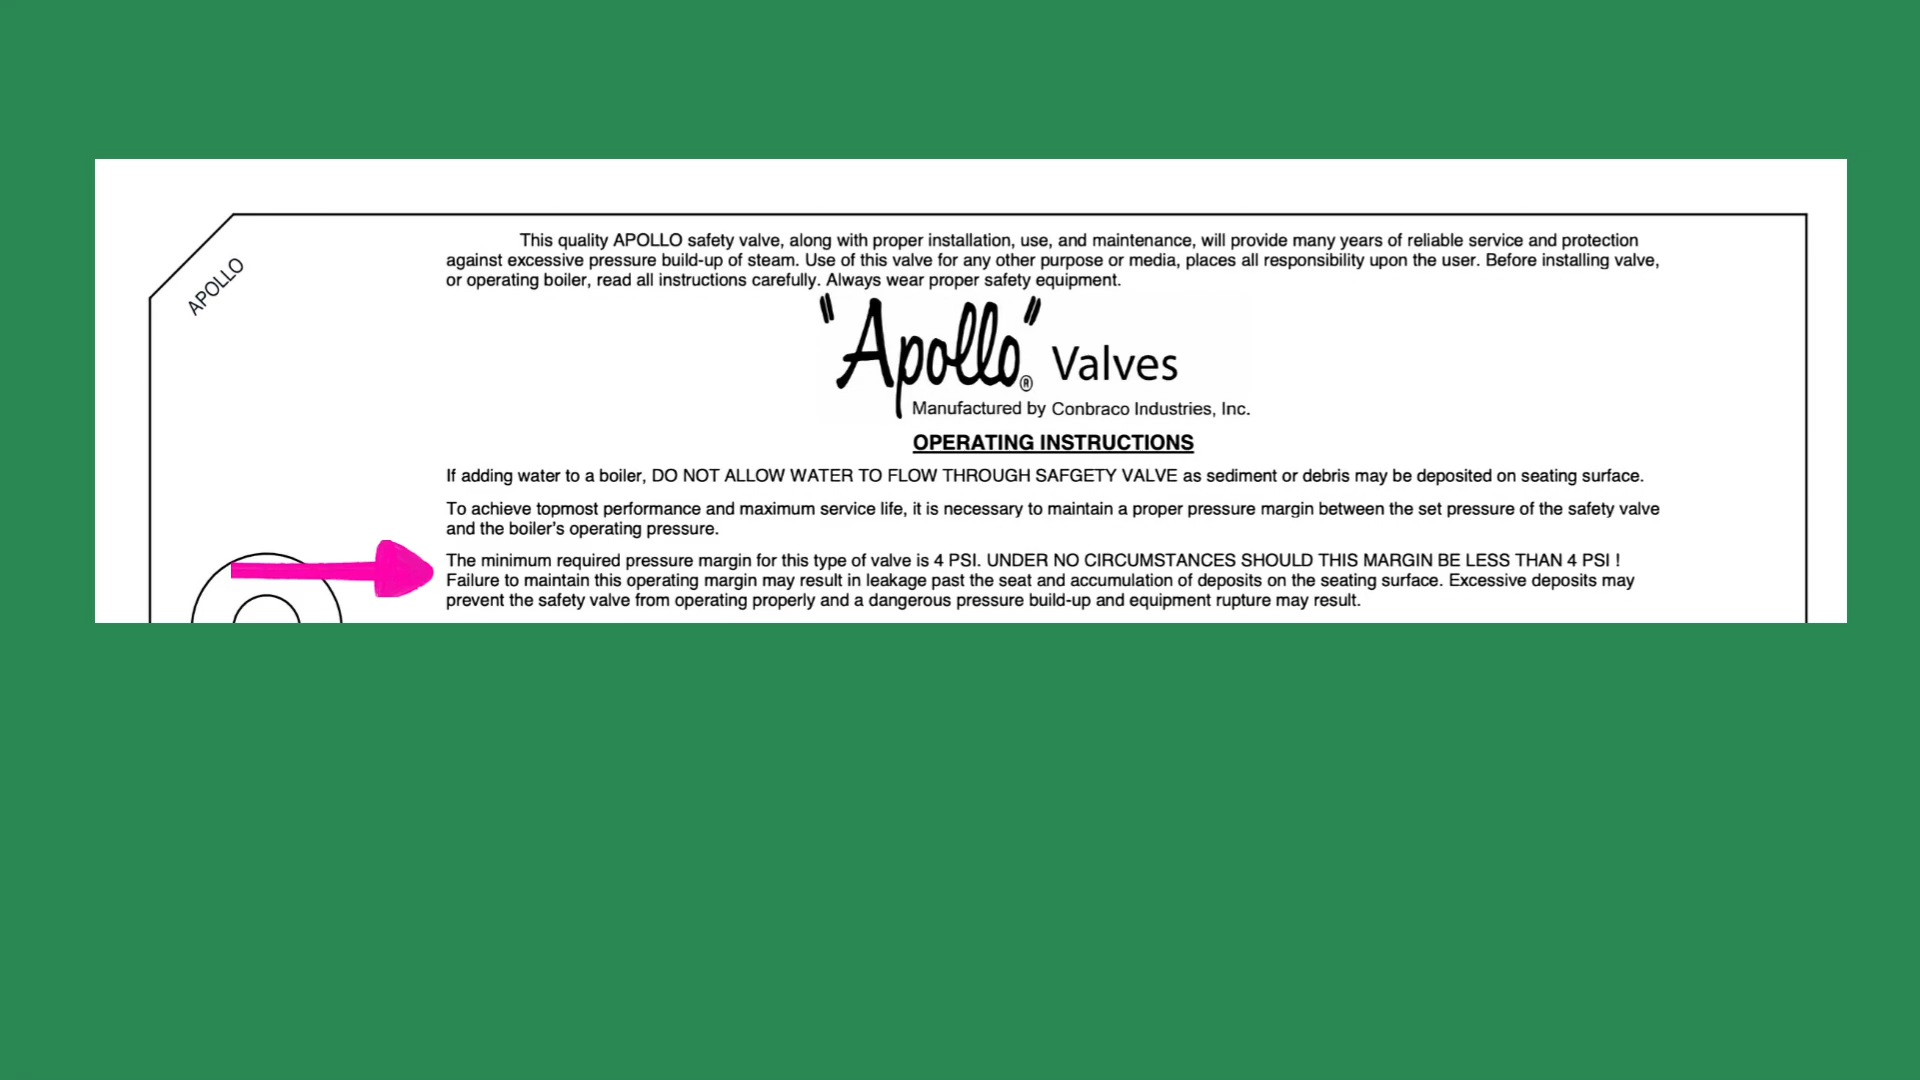 APOLLO
This quality APOLLO safety valve, along with proper installation, use, and maintenance, will provide many years of reliable service and protection
against excessive pressure build-up of steam. Use of this valve for any other purpose or media, places all responsibility upon the user. Before installing valve,
or operating boiler, read all instructions carefully. Always wear proper safety equipment.
"Apollo"® Valves
Manufactured by Conbraco Industries, Inc.
OPERATING INSTRUCTIONS
If adding water to a boiler, DO NOT ALLOW WATER TO FLOW THROUGH SAFGETY VALVE as sediment or debris may be deposited on seating surface.
To achieve topmost performance and maximum service life, it is necessary to maintain a proper pressure margin between the set pressure of the safety valve
and the boiler's operating pressure.
The minimum required pressure margin for this type of valve is 4 PSI. UNDER NO CIRCUMSTANCES SHOULD THIS MARGIN BE LESS THAN 4 PSI !
Failure to maintain this operating margin may result in leakage past the seat and accumulation of deposits on the seating surface. Excessive deposits may
prevent the safety valve from operating properly and a dangerous pressure build-up and equipment rupture may result.